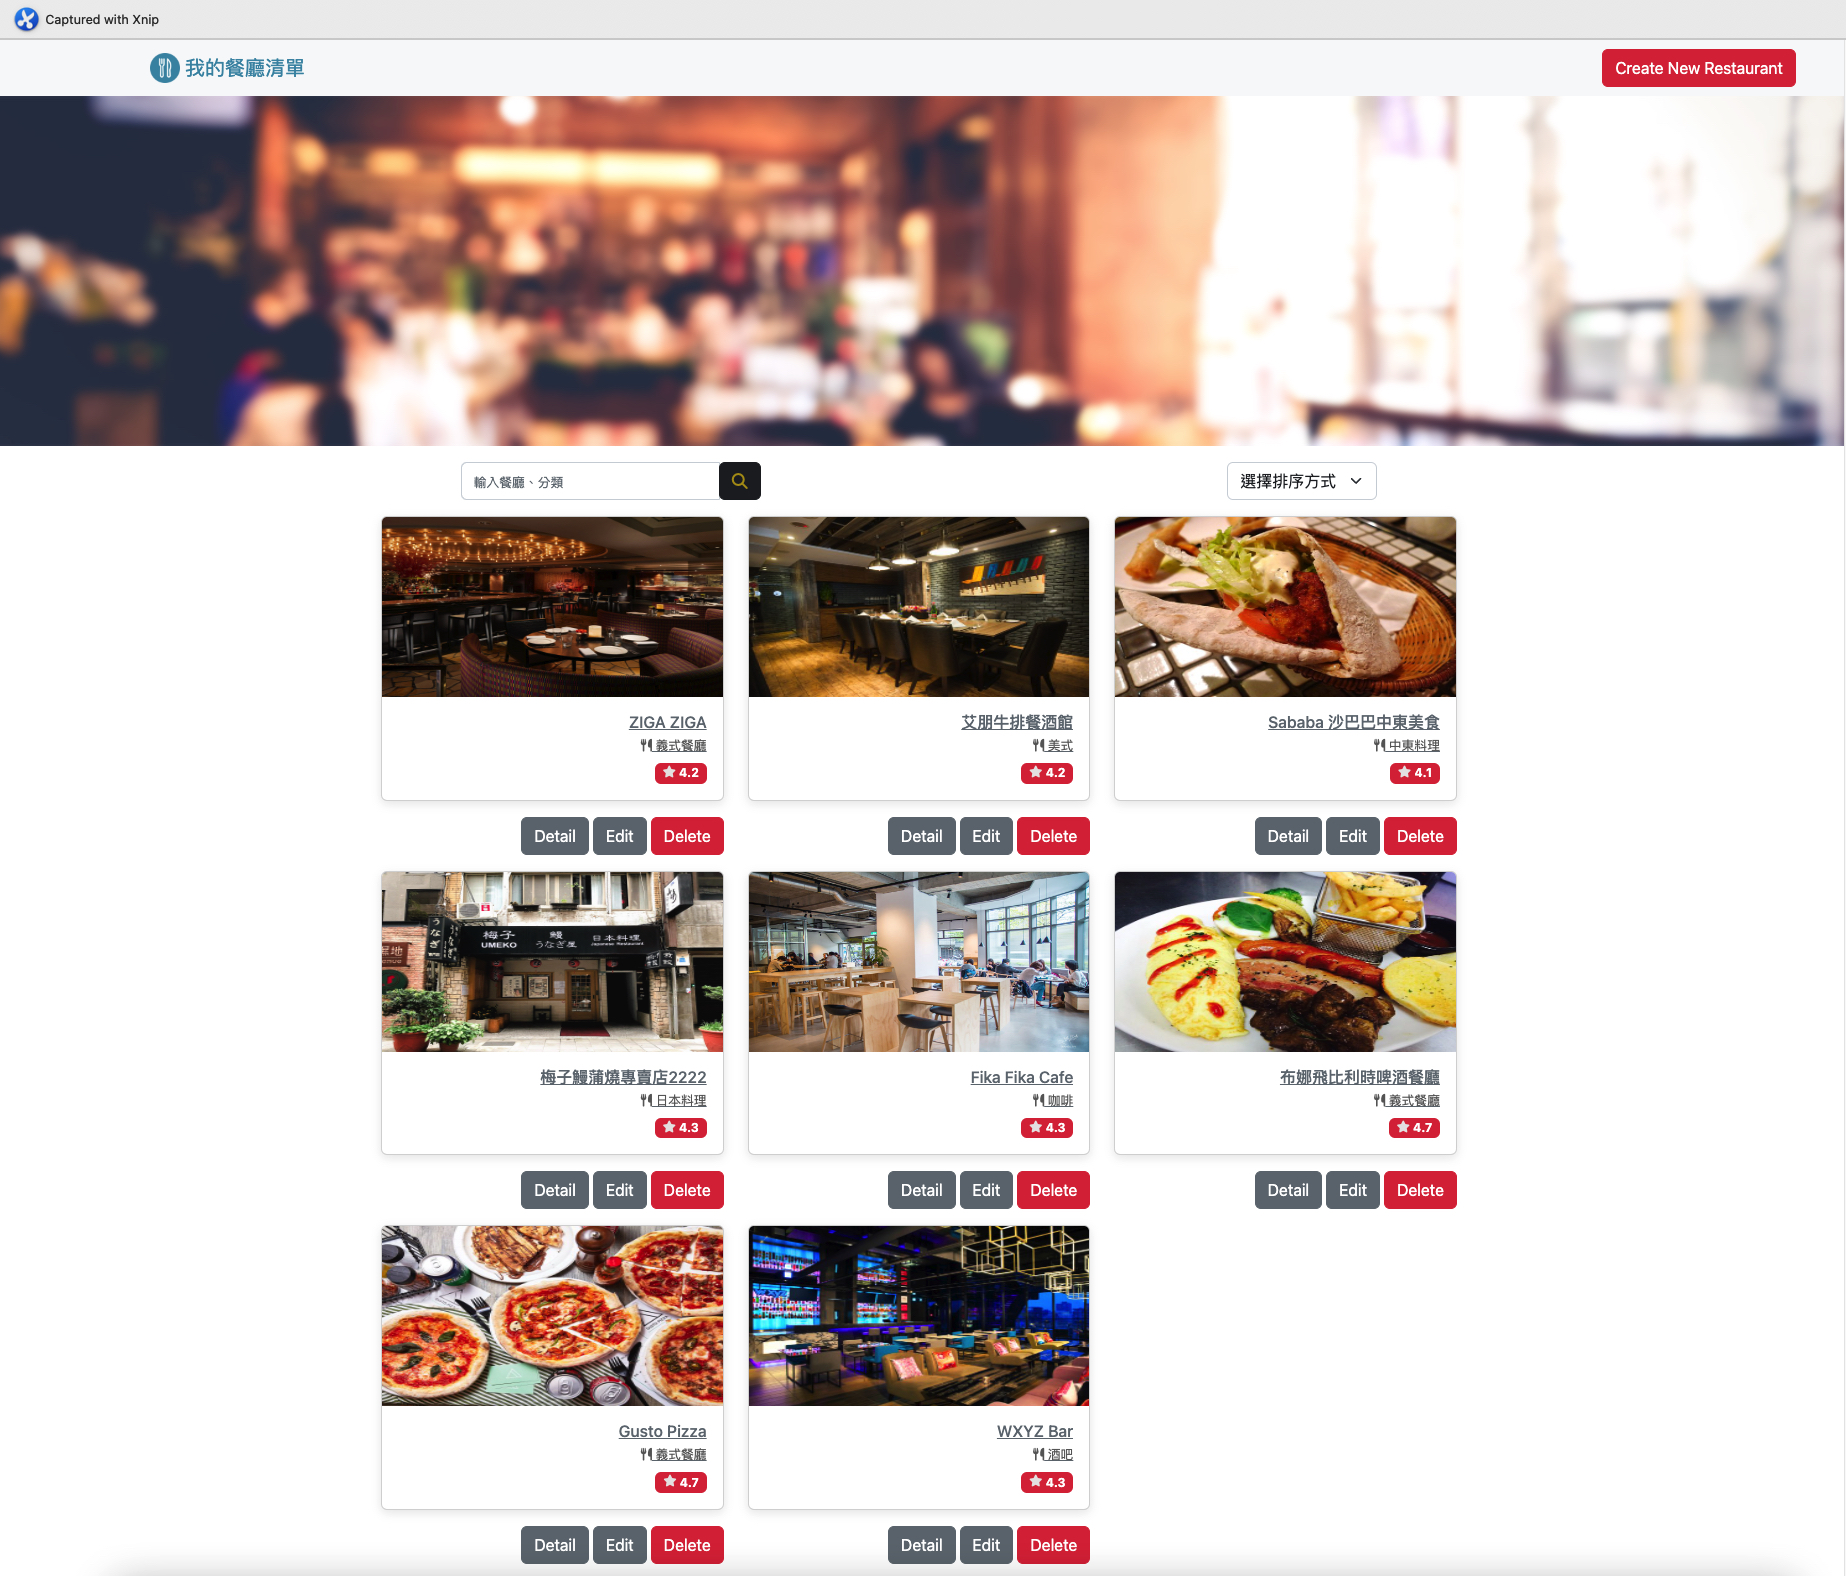 Captured with Xnip
我的餐廳清單
Create New Restaurant
輸入餐廳、分類
選擇排序方式
ZIGA ZIGA
義式餐廳
4.2
Detail Edit Delete
艾朋牛排餐酒館
美式
4.2
Detail Edit Delete
Sababa 沙巴巴中東美食
中東料理
4.1
Detail Edit Delete
梅子 鰻 日本料理
UMEKO うなぎ屋 Japanese Restaurant
梅子鰻蒲燒專賣店2222
日本料理
4.3
Detail Edit Delete
Fika Fika Cafe
咖啡
4.3
Detail Edit Delete
布娜飛比利時啤酒餐廳
義式餐廳
4.7
Detail Edit Delete
Gusto Pizza
義式餐廳
4.7
Detail Edit Delete
WXYZ Bar
酒吧
4.3
Detail Edit Delete